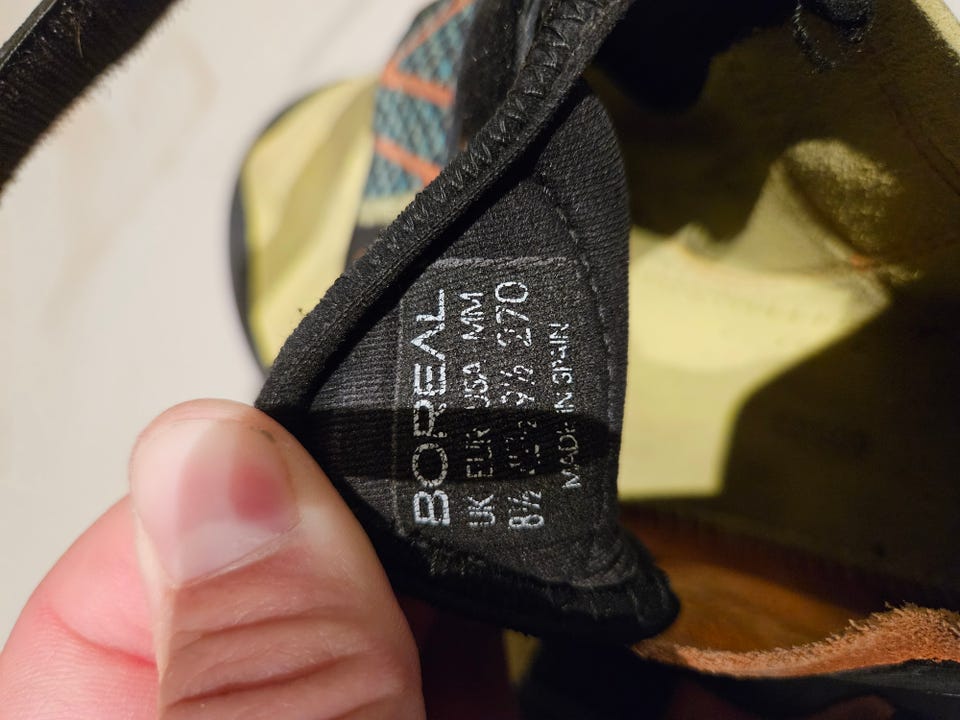 BOREAL
UK EUR USA MM
8½ 9½ 270
MADE IN SPAIN